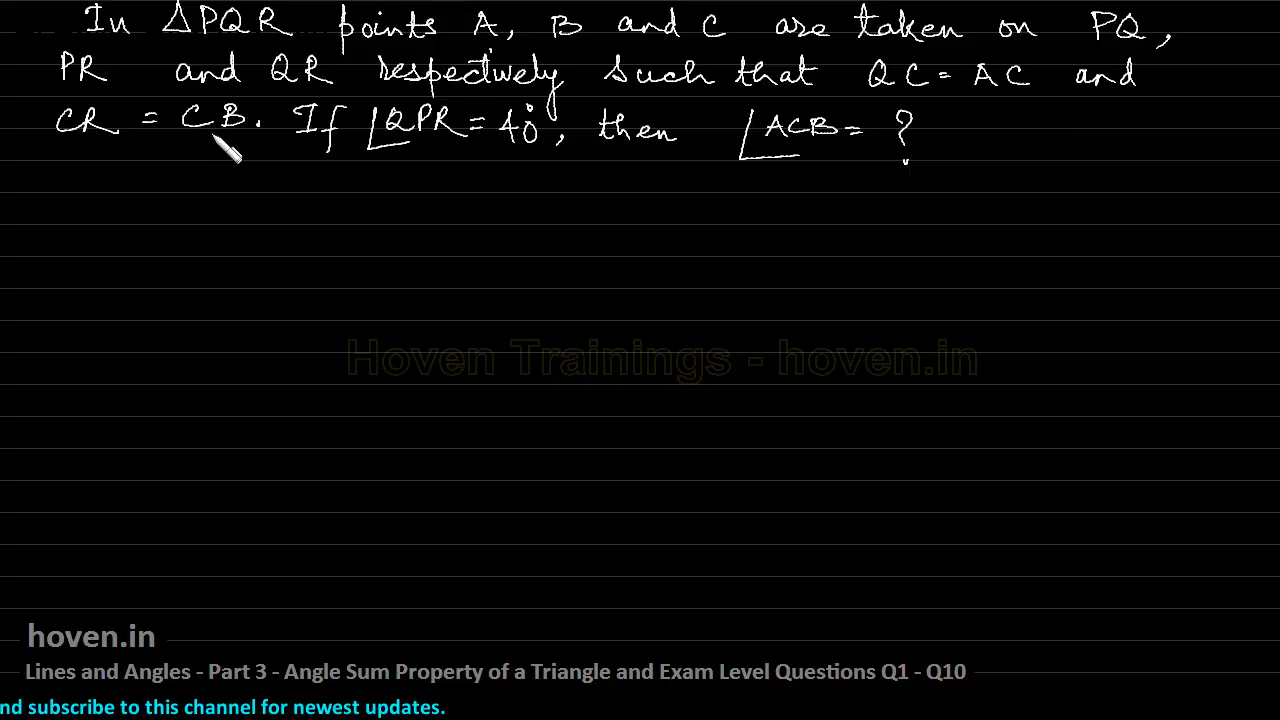 In △PQR points A, B and C are taken on PQ,
PR and QR respectively such that QC = AC and
CR = CB. If ∠QPR = 40°, then ∠ACB = ?
Hoven Trainings - hoven.in
hoven.in
Lines and Angles - Part 3 - Angle Sum Property of a Triangle and Exam Level Questions Q1 - Q10
nd subscribe to this channel for newest updates.